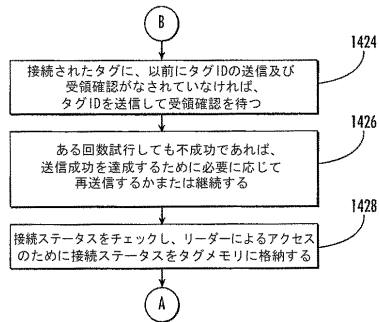 B
1424
接続されたタグに、以前にタグIDの送信及び
受領確認がなされていなければ、
タグIDを送信して受領確認を待つ
1426
ある回数試行しても不成功であれば、
送信成功を達成するために必要に応じて
再送信するかまたは継続する
1428
接続ステータスをチェックし、リーダーによるアクセス
のために接続ステータスをタグメモリに格納する
A